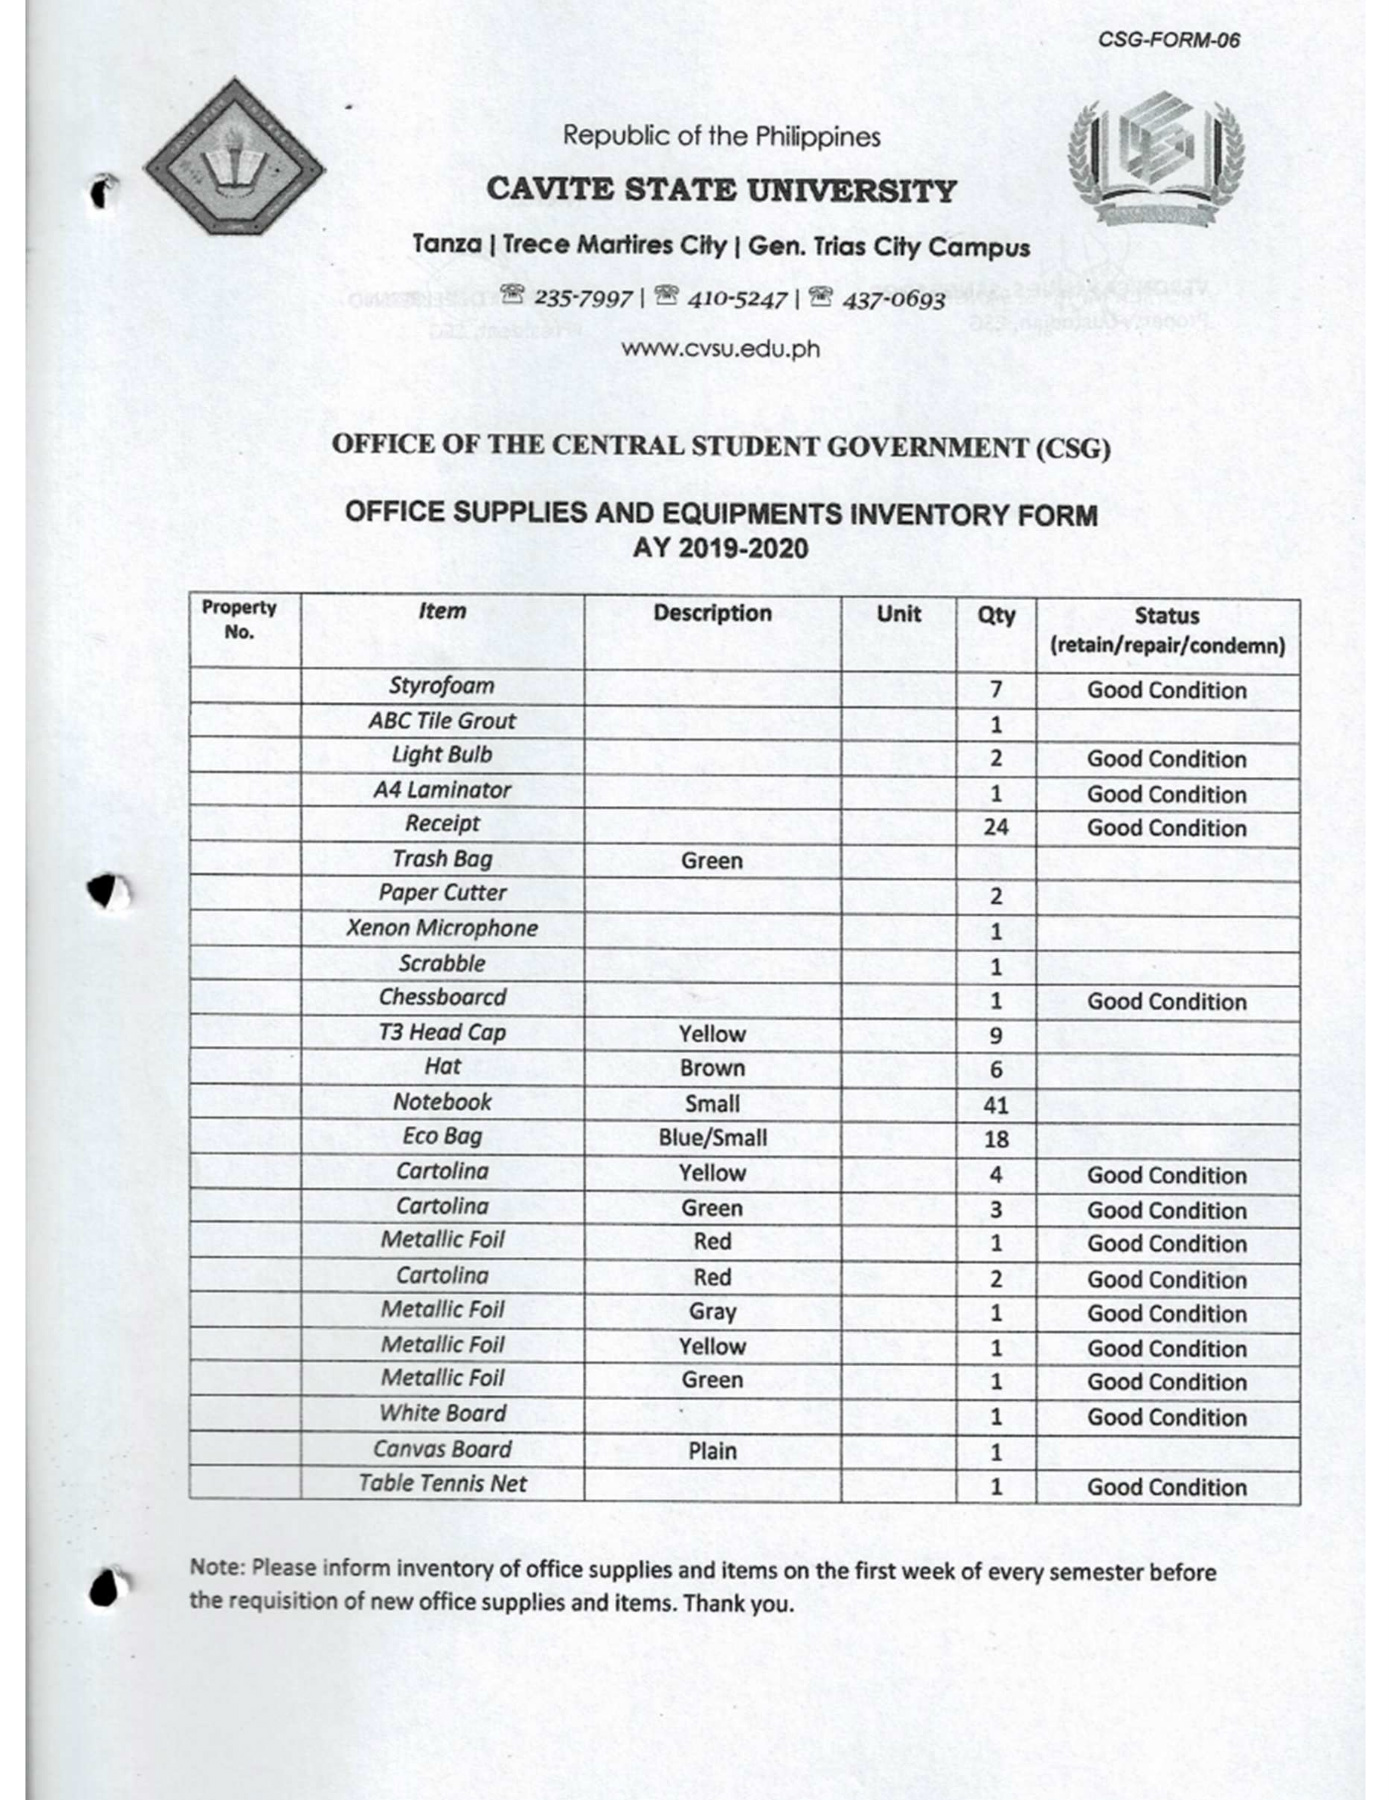 CSG-FORM-06
Republic of the Philippines
CAVITE STATE UNIVERSITY
Tanza | Trece Martires City | Gen. Trias City Campus
☏ 235-7997 | ☏ 410-5247 | ☏ 437-0693
www.cvsu.edu.ph
OFFICE OF THE CENTRAL STUDENT GOVERNMENT (CSG)
OFFICE SUPPLIES AND EQUIPMENTS INVENTORY FORM
AY 2019-2020
Property No. Item Description Unit Qty Status (retain/repair/condemn)
Styrofoam 7 Good Condition
ABC Tile Grout 1
Light Bulb 2 Good Condition
A4 Laminator 1 Good Condition
Receipt 24 Good Condition
Trash Bag Green
Paper Cutter 2
Xenon Microphone 1
Scrabble 1
Chessboarcd 1 Good Condition
T3 Head Cap Yellow 9
Hat Brown 6
Notebook Small 41
Eco Bag Blue/Small 18
Cartolina Yellow 4 Good Condition
Cartolina Green 3 Good Condition
Metallic Foil Red 1 Good Condition
Cartolina Red 2 Good Condition
Metallic Foil Gray 1 Good Condition
Metallic Foil Yellow 1 Good Condition
Metallic Foil Green 1 Good Condition
White Board 1 Good Condition
Canvas Board Plain 1
Table Tennis Net 1 Good Condition
Note: Please inform inventory of office supplies and items on the first week of every semester before
the requisition of new office supplies and items. Thank you.